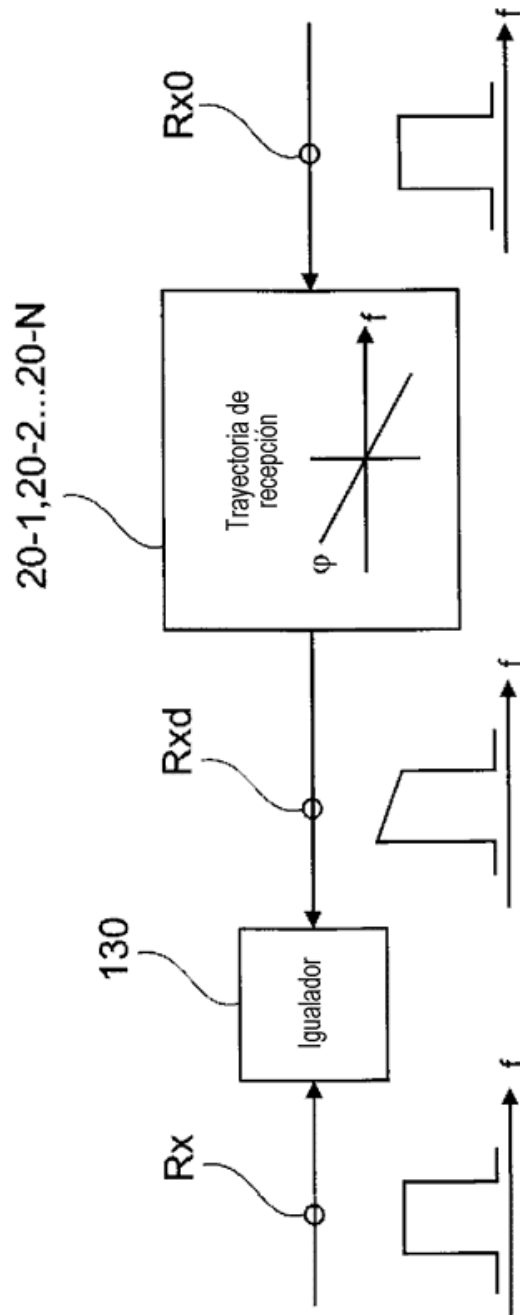 20-1,20-2...20-N
Rx
130
Rxd
Rx0
Igualador
Trayectoria de
recepción
φ
f
f
f
f